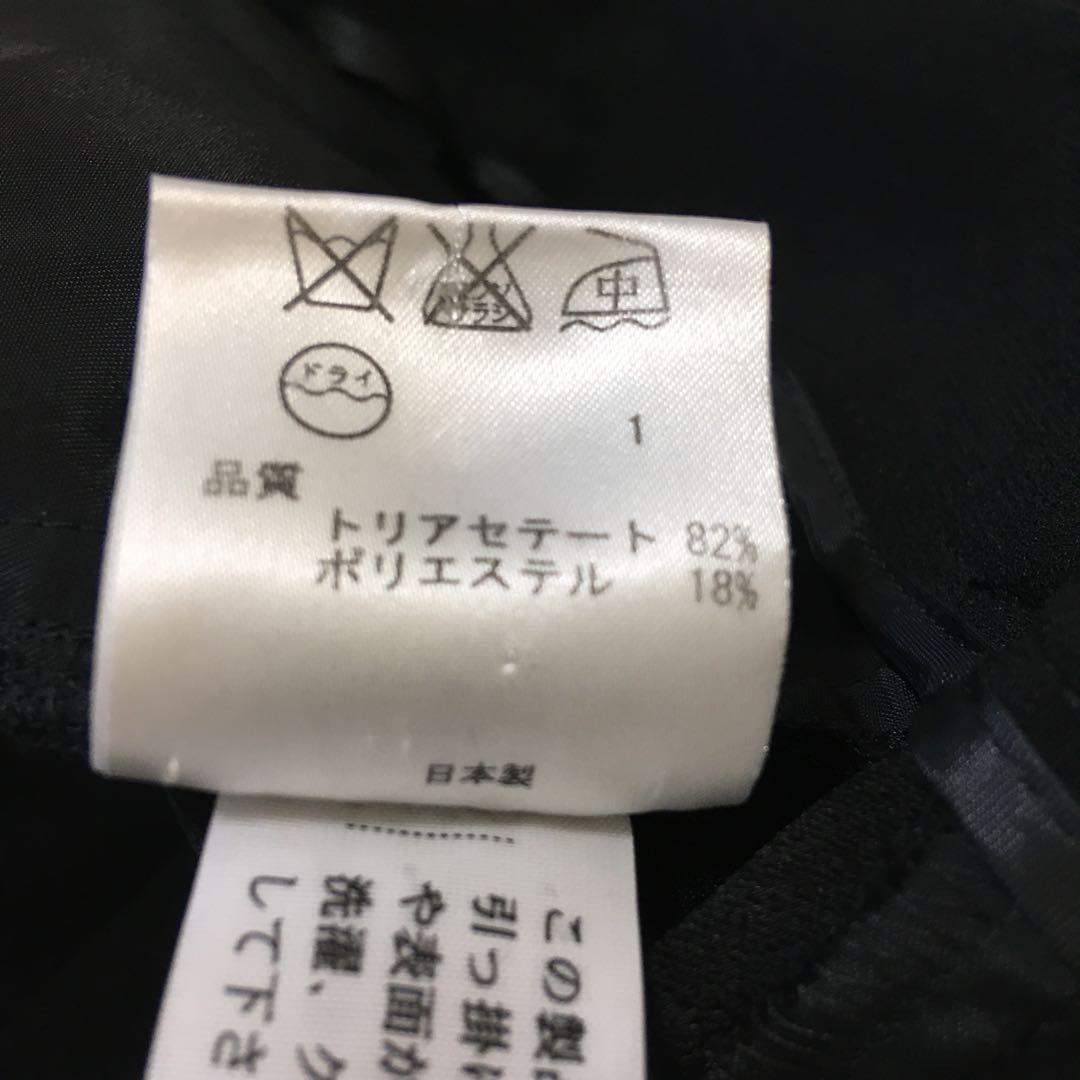 中
ドライ
1
品質
トリアセテート 82%
ポリエステル 18%
日本製
この製
引っ掛
や表面が
洗濯、ク
して下さ